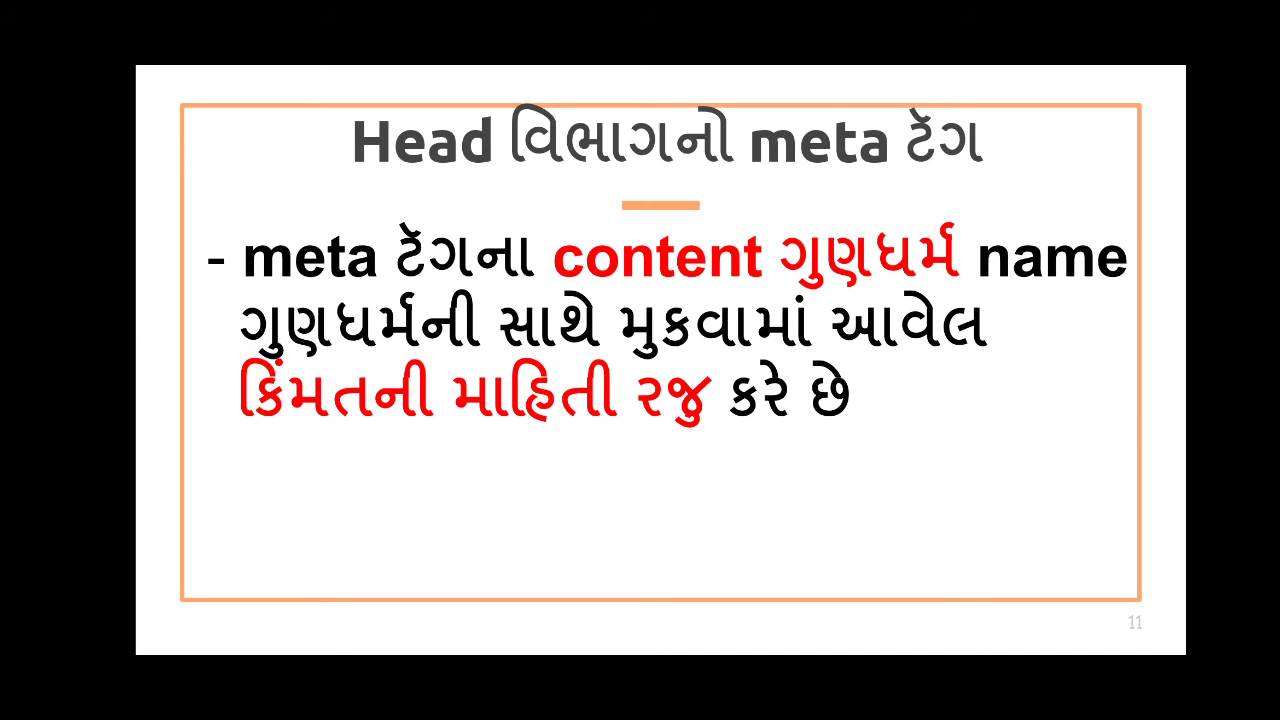 Head વિભાગનો meta ટૅગ
- meta ટૅગના content ગુણધર્મ name
ગુણધર્મની સાથે મુકવામાં આવેલ
કિંમતની માહિતી રજુ કરે છે
11